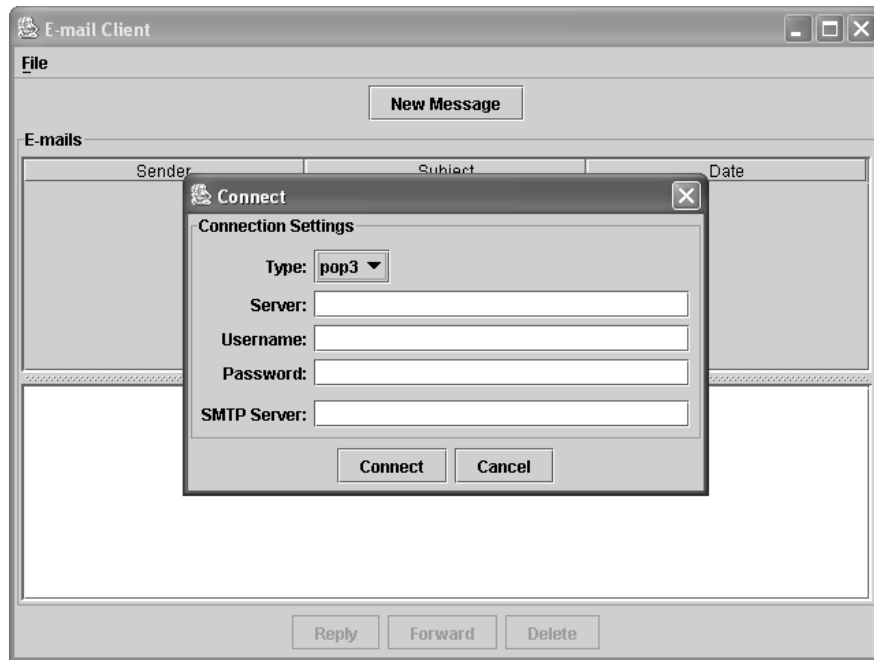 E-mail Client
File
New Message
E-mails
Sender Subject Date
Connect
Connection Settings
Type: pop3
Server:
Username:
Password:
SMTP Server:
Connect Cancel
Reply Forward Delete